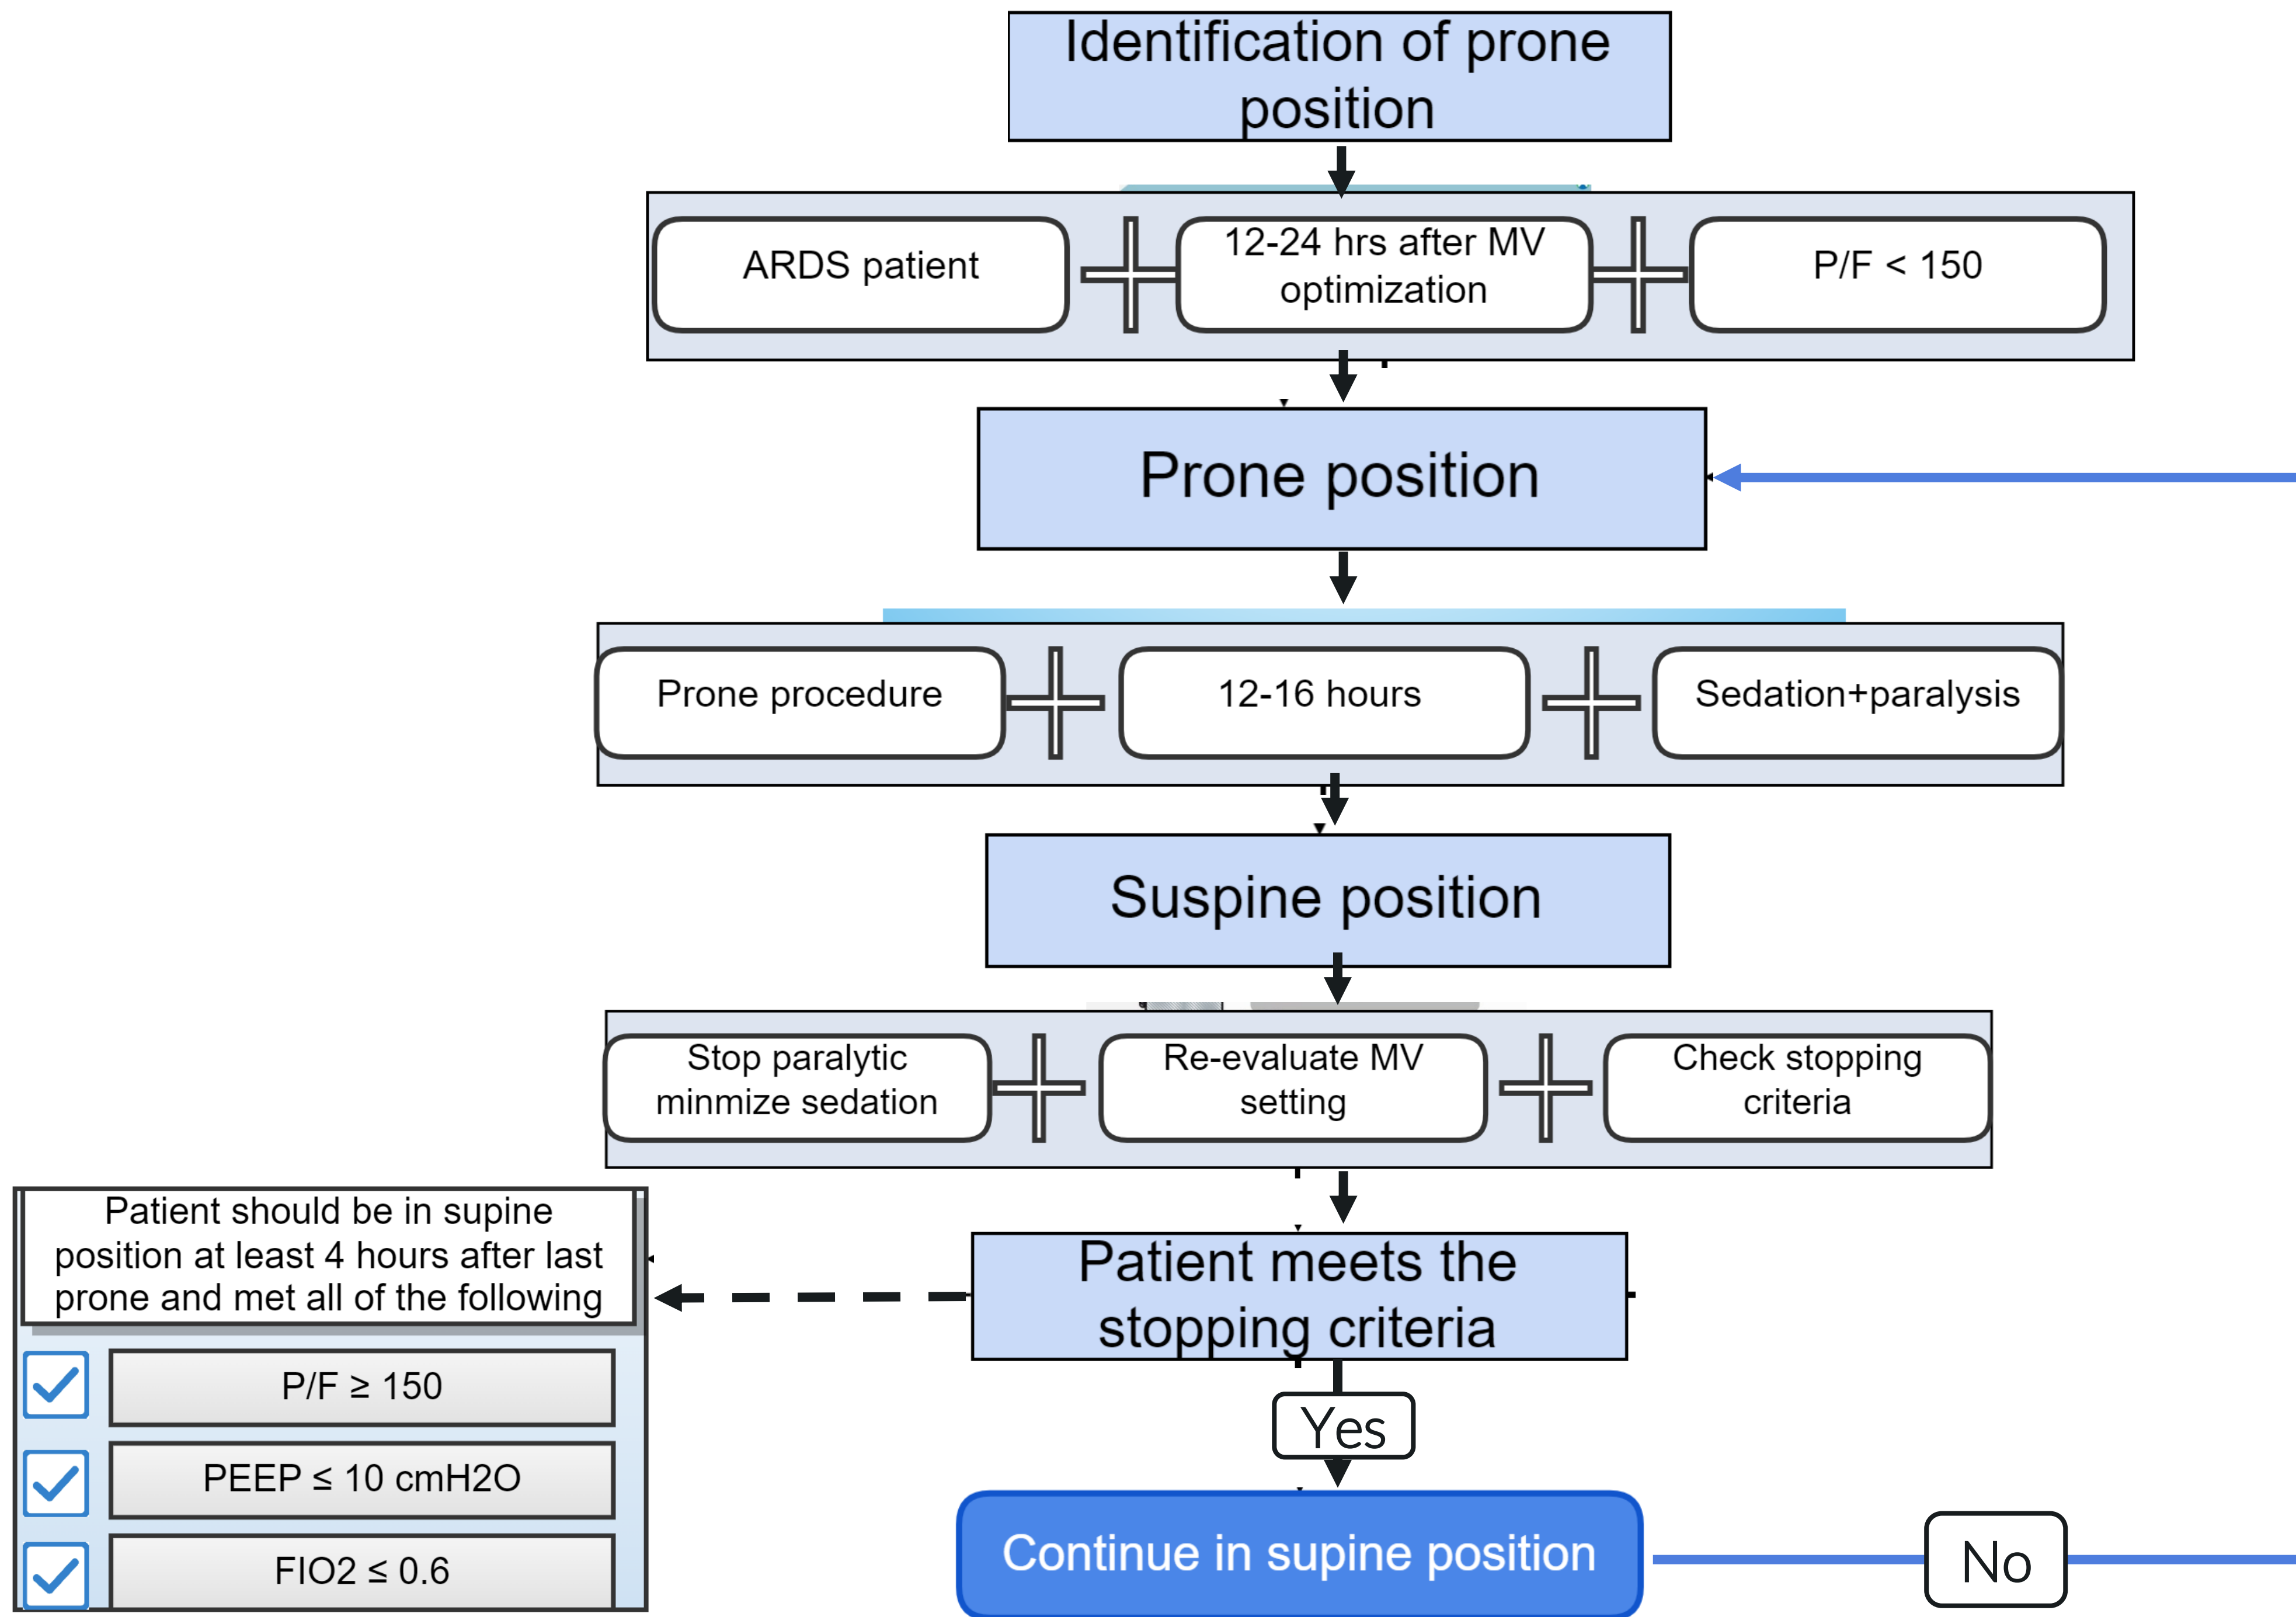 Identification of prone
position
ARDS patient
12-24 hrs after MV
optimization
P/F < 150
Prone position
Prone procedure
12-16 hours
Sedation+paralysis
Suspine position
Stop paralytic
minmize sedation
Re-evaluate MV
setting
Check stopping
criteria
Patient meets the
stopping criteria
Patient should be in supine
position at least 4 hours after last
prone and met all of the following
P/F ≥ 150
PEEP ≤ 10 cmH2O
FIO2 ≤ 0.6
Yes
Continue in supine position
No